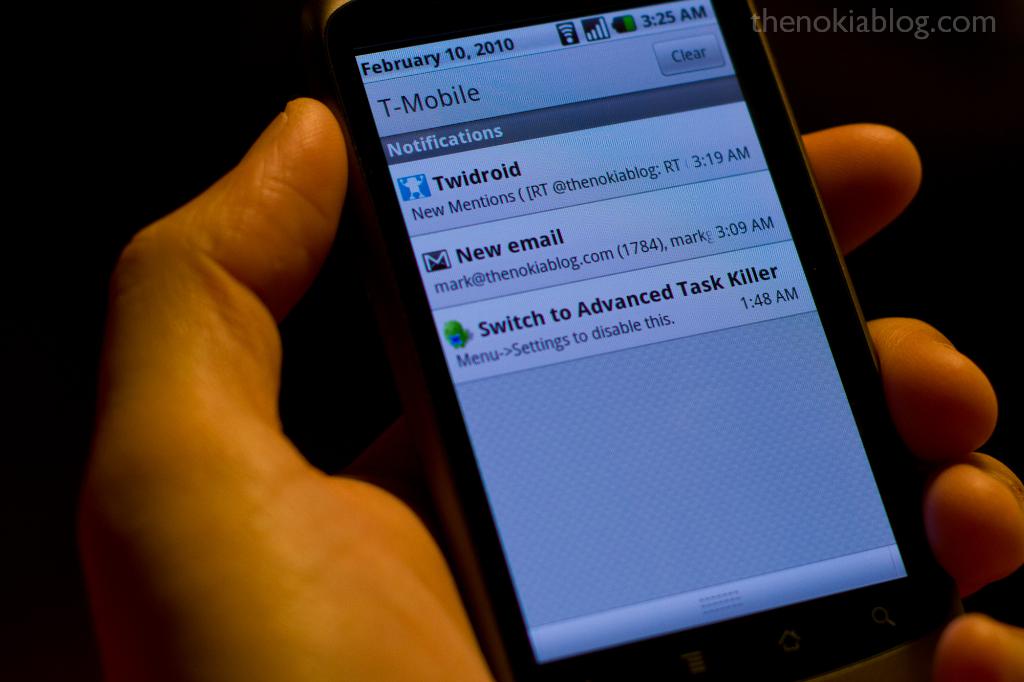 thenokiablog.com
February 10, 2010 3:25 AM
T-Mobile Clear
Notifications
Twidroid
New Mentions ( [RT @thenokiablog: RT 3:19 AM
New email
mark@thenokiablog.com (1784), mark 3:09 AM
Switch to Advanced Task Killer
Menu->Settings to disable this. 1:48 AM